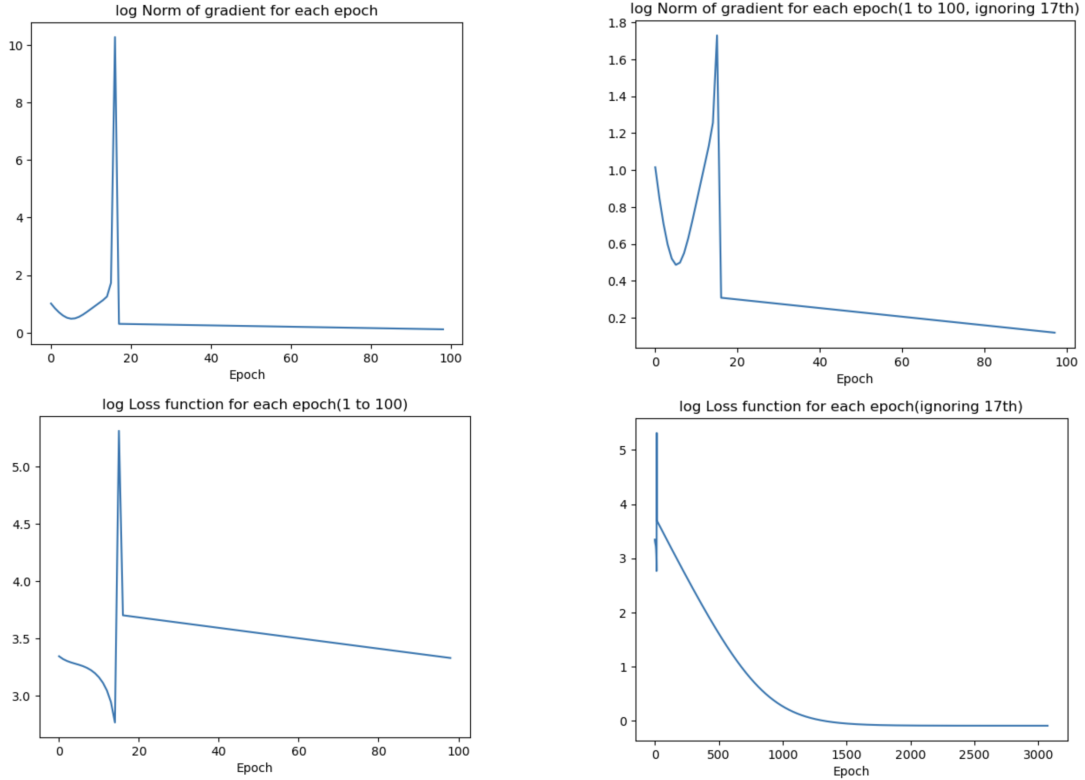 log Norm of gradient for each epoch
10
8
6
4
2
0
0 20 40 60 80 100
Epoch
log Norm of gradient for each epoch(1 to 100, ignoring 17th)
1.8
1.6
1.4
1.2
1.0
0.8
0.6
0.4
0.2
0 20 40 60 80 100
Epoch
log Loss function for each epoch(1 to 100)
5.0
4.5
4.0
3.5
3.0
0 20 40 60 80 100
Epoch
log Loss function for each epoch(ignoring 17th)
5
4
3
2
1
0
0 500 1000 1500 2000 2500 3000
Epoch